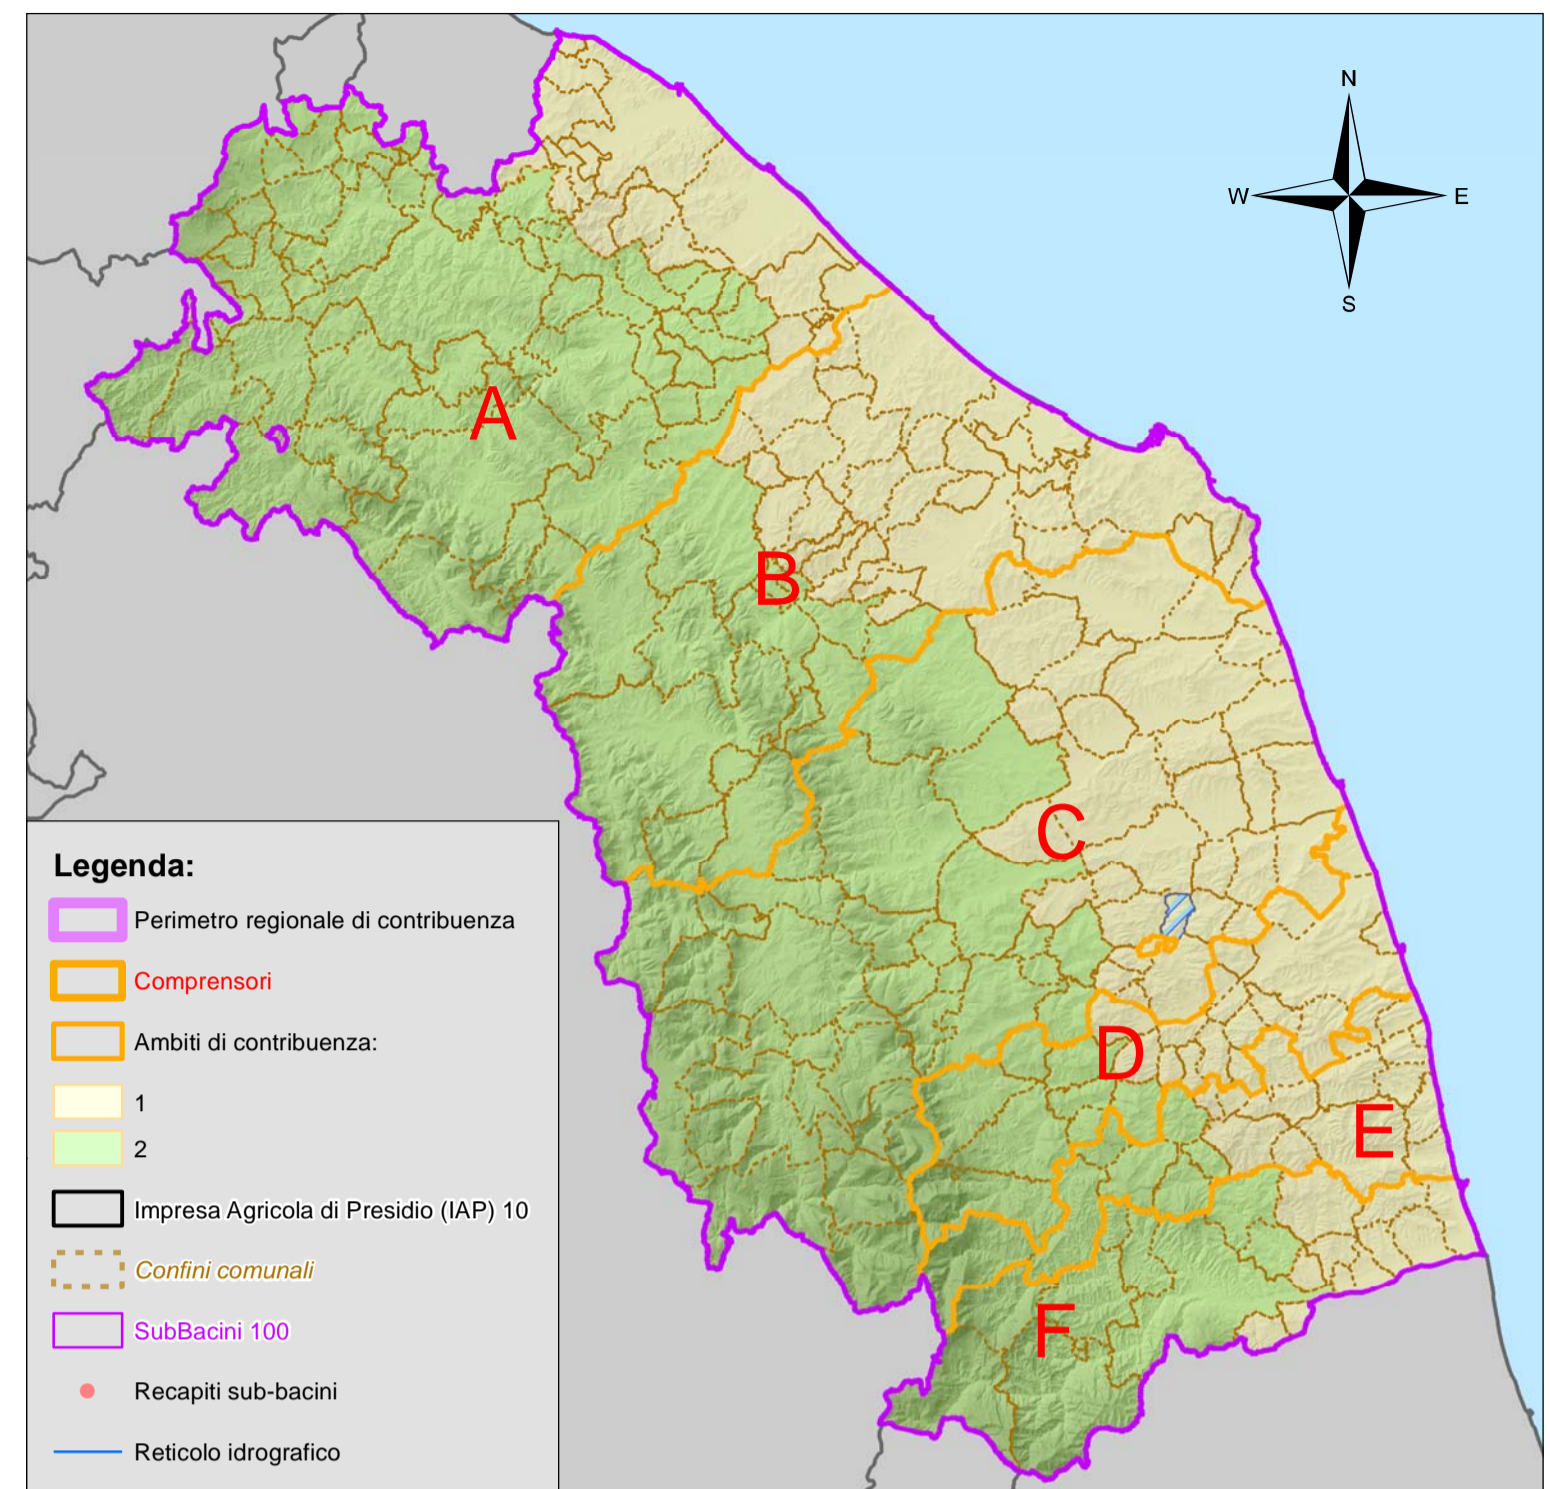 N
W
E
S
A
B
C
D
E
F
Legenda:
Perimetro regionale di contribuenza
Comprensori
Ambiti di contribuenza:
1
2
Impresa Agricola di Presidio (IAP) 10
Confini comunali
SubBacini 100
Recapiti sub-bacini
Reticolo idrografico